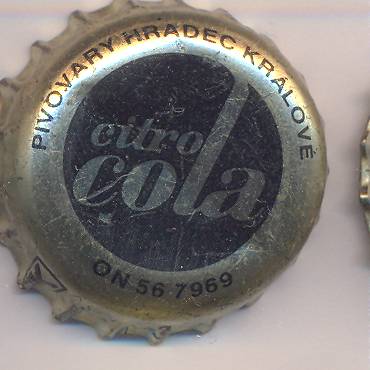 PIVOVARY HRADEC KRÁLOVÉ
citro
cola
ON 56 7969